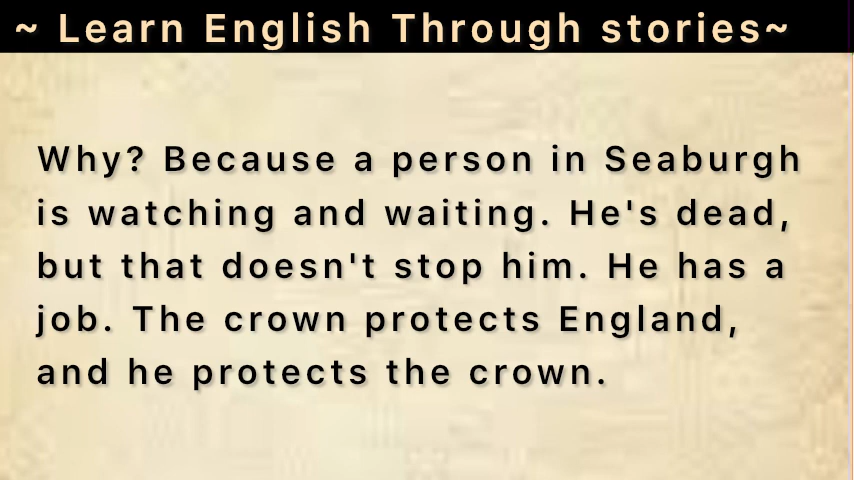 ~ Learn English Through stories~
Why? Because a person in Seaburgh
is watching and waiting. He's dead,
but that doesn't stop him. He has a
job. The crown protects England,
and he protects the crown.